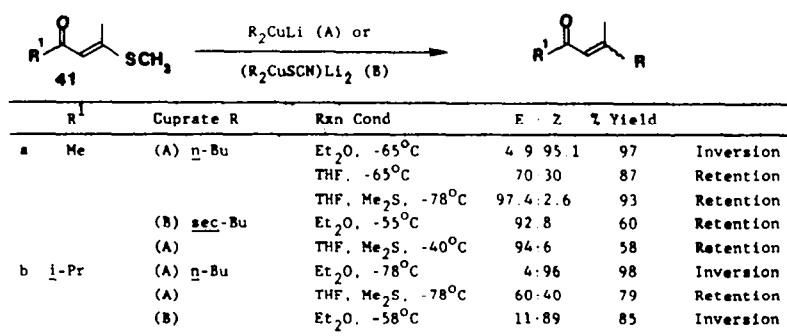 O R¹ SCH₃ 41
R₂CuLi (A) or
(R₂CuSCN)Li₂ (B)
O R¹ R
R¹ Cuprate R Rxn Cond E · Z % Yield
a Me (A) n-Bu Et₂O, -65°C 4 9 95.1 97 Inversion
THF, -65°C 70 30 87 Retention
THF, Me₂S, -78°C 97.4:2.6 93 Retention
(B) sec-Bu Et₂O, -55°C 92.8 60 Retention
(A) THF, Me₂S, -40°C 94:6 58 Retention
b i-Pr (A) n-Bu Et₂O, -78°C 4:96 98 Inversion
(A) THF, Me₂S, -78°C 60:40 79 Retention
(B) Et₂O, -58°C 11·89 85 Inversion